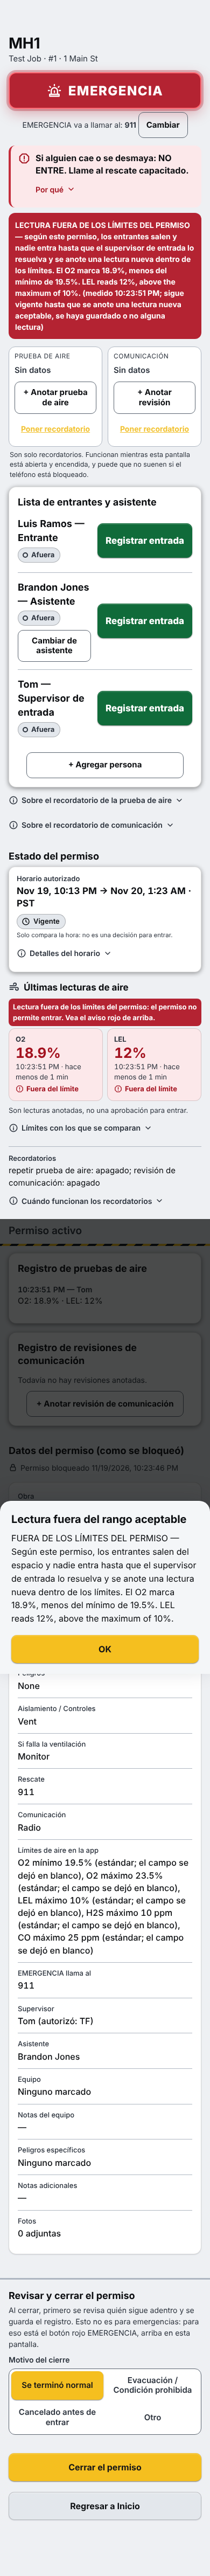 MH1
Test Job · #1 · 1 Main St
EMERGENCIA
EMERGENCIA va a llamar al: 911
Cambiar
Si alguien cae o se desmaya: NO
ENTRE. Llame al rescate capacitado.
Por qué
LECTURA FUERA DE LOS LÍMITES DEL PERMISO
— según este permiso, los entrantes salen y
nadie entra hasta que el supervisor de entrada lo
resuelva y se anote una lectura nueva dentro de
los límites. El O2 marca 18.9%, menos del
mínimo de 19.5%. LEL reads 12%, above the
maximum of 10%. (medido 10:23:51 PM; sigue
vigente hasta que se anote una lectura nueva
aceptable, se haya guardado o no alguna
lectura)
PRUEBA DE AIRE
Sin datos
+ Anotar prueba
de aire
Poner recordatorio
COMUNICACIÓN
Sin datos
+ Anotar
revisión
Poner recordatorio
Son solo recordatorios. Funcionan mientras esta pantalla
está abierta y encendida, y puede que no suenen si el
teléfono está bloqueado.
Lista de entrantes y asistente
Luis Ramos —
Entrante
Afuera
Registrar entrada
Brandon Jones
— Asistente
Afuera
Cambiar de
asistente
Registrar entrada
Tom —
Supervisor de
entrada
Afuera
Registrar entrada
+ Agregar persona
Sobre el recordatorio de la prueba de aire
Sobre el recordatorio de comunicación
Estado del permiso
Horario autorizado
Nov 19, 10:13 PM → Nov 20, 1:23 AM ·
PST
Vigente
Solo compara la hora: no es una decisión para entrar.
Detalles del horario
Últimas lecturas de aire
Lectura fuera de los límites del permiso: el permiso no
permite entrar. Vea el aviso rojo de arriba.
O2
18.9%
10:23:51 PM · hace
menos de 1 min
Fuera del límite
LEL
12%
10:23:51 PM · hace
menos de 1 min
Fuera del límite
Son lecturas anotadas, no una aprobación para entrar.
Límites con los que se comparan
Recordatorios
repetir prueba de aire: apagado; revisión de
comunicación: apagado
Cuándo funcionan los recordatorios
Permiso activo
Registro de pruebas de aire
10:23:51 PM — Tom
O2: 18.9% · LEL: 12%
Registro de revisiones de
comunicación
Todavía no hay revisiones anotadas.
+ Anotar revisión de comunicación
Datos del permiso (como se bloqueó)
Permiso bloqueado 11/19/2026, 10:23:46 PM
Obra
Lectura fuera del rango aceptable
FUERA DE LOS LÍMITES DEL PERMISO —
Según este permiso, los entrantes salen del
espacio y nadie entra hasta que el supervisor
de entrada lo resuelva y se anote una lectura
nueva dentro de los límites. El O2 marca
18.9%, menos del mínimo de 19.5%. LEL
reads 12%, above the maximum of 10%.
OK
Peligros
None
Aislamiento / Controles
Vent
Si falla la ventilación
Monitor
Rescate
911
Comunicación
Radio
Límites de aire en la app
O2 mínimo 19.5% (estándar; el campo se
dejó en blanco), O2 máximo 23.5%
(estándar; el campo se dejó en blanco),
LEL máximo 10% (estándar; el campo se
dejó en blanco), H2S máximo 10 ppm
(estándar; el campo se dejó en blanco),
CO máximo 25 ppm (estándar; el campo
se dejó en blanco)
EMERGENCIA llama al
911
Supervisor
Tom (autorizó: TF)
Asistente
Brandon Jones
Equipo
Ninguno marcado
Notas del equipo
—
Peligros específicos
Ninguno marcado
Notas adicionales
—
Fotos
0 adjuntas
Revisar y cerrar el permiso
Al cerrar, primero se revisa quién sigue adentro y se
guarda el registro. Esto no es para emergencias: para
eso está el botón rojo EMERGENCIA, arriba en esta
pantalla.
Motivo del cierre
Se terminó normal
Evacuación /
Condición prohibida
Cancelado antes de
entrar
Otro
Cerrar el permiso
Regresar a Inicio